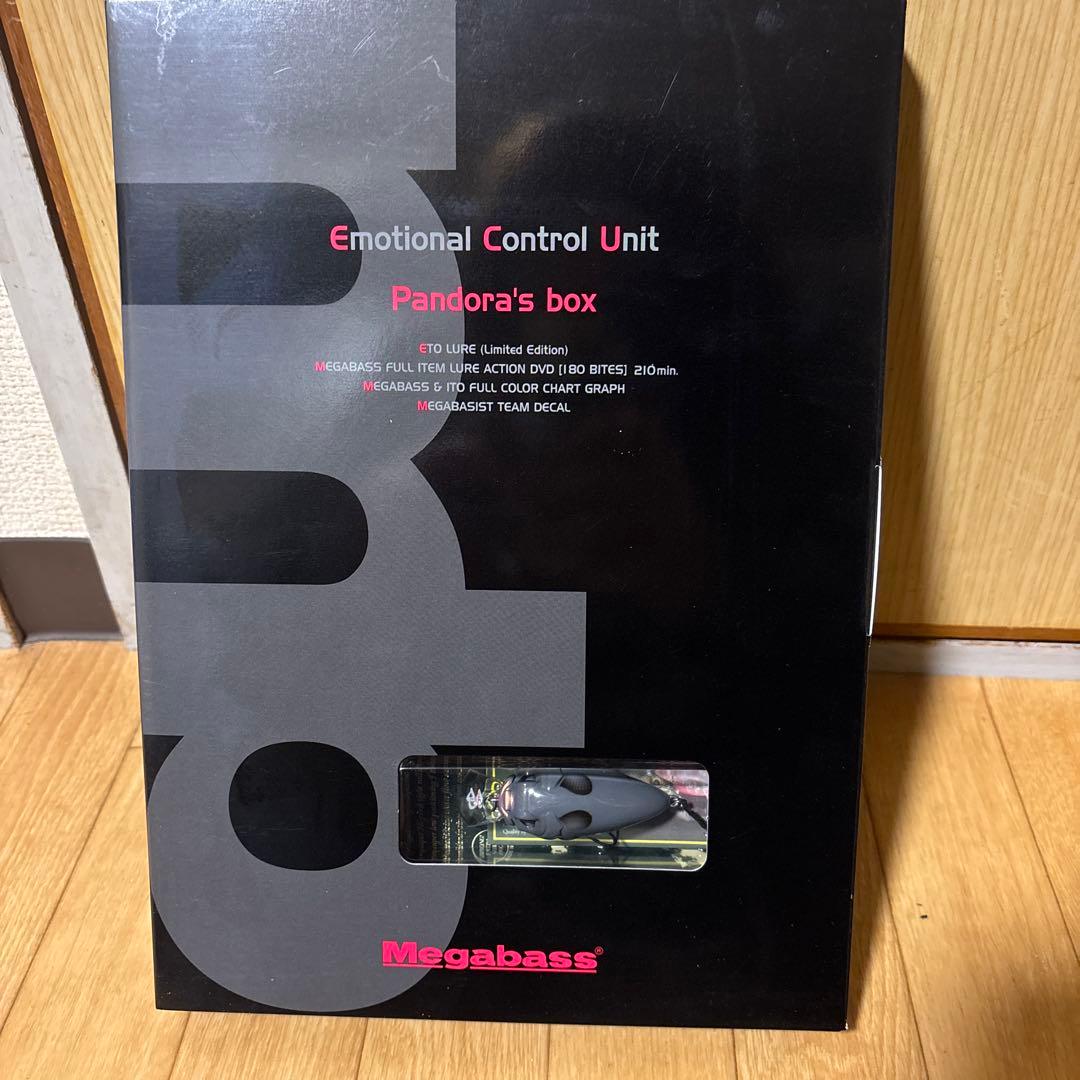 Emotional Control Unit
Pandora's box
ETO LURE (Limited Edition)
MEGABASS FULL ITEM LURE ACTION DVD [180 BITES] 210min.
MEGABASS & ITO FULL COLOR CHART GRAPH
MEGABASIST TEAM DECAL
Quality
Megabass®